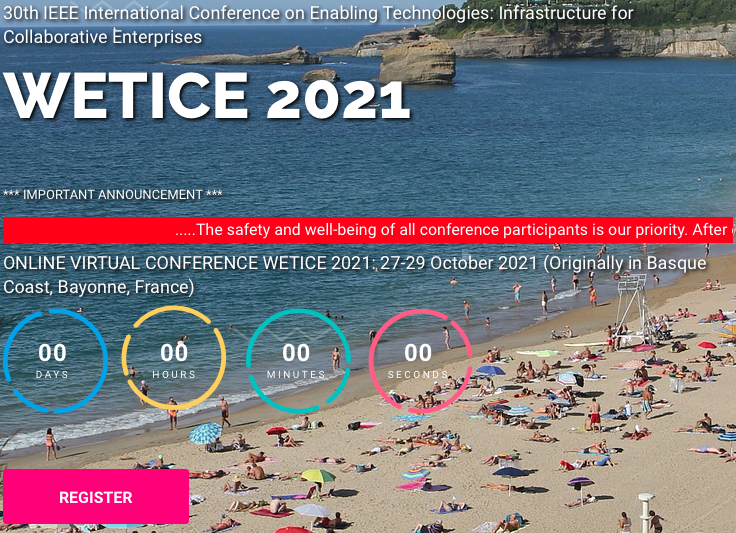 30th IEEE International Conference on Enabling Technologies: Infrastructure for
Collaborative Enterprises
WETICE 2021
*** IMPORTANT ANNOUNCEMENT ***
.....The safety and well-being of all conference participants is our priority. After
ONLINE VIRTUAL CONFERENCE WETICE 2021: 27-29 October 2021 (Originally in Basque
Coast, Bayonne, France)
00 00 00 00
DAYS HOURS MINUTES SECONDS
REGISTER